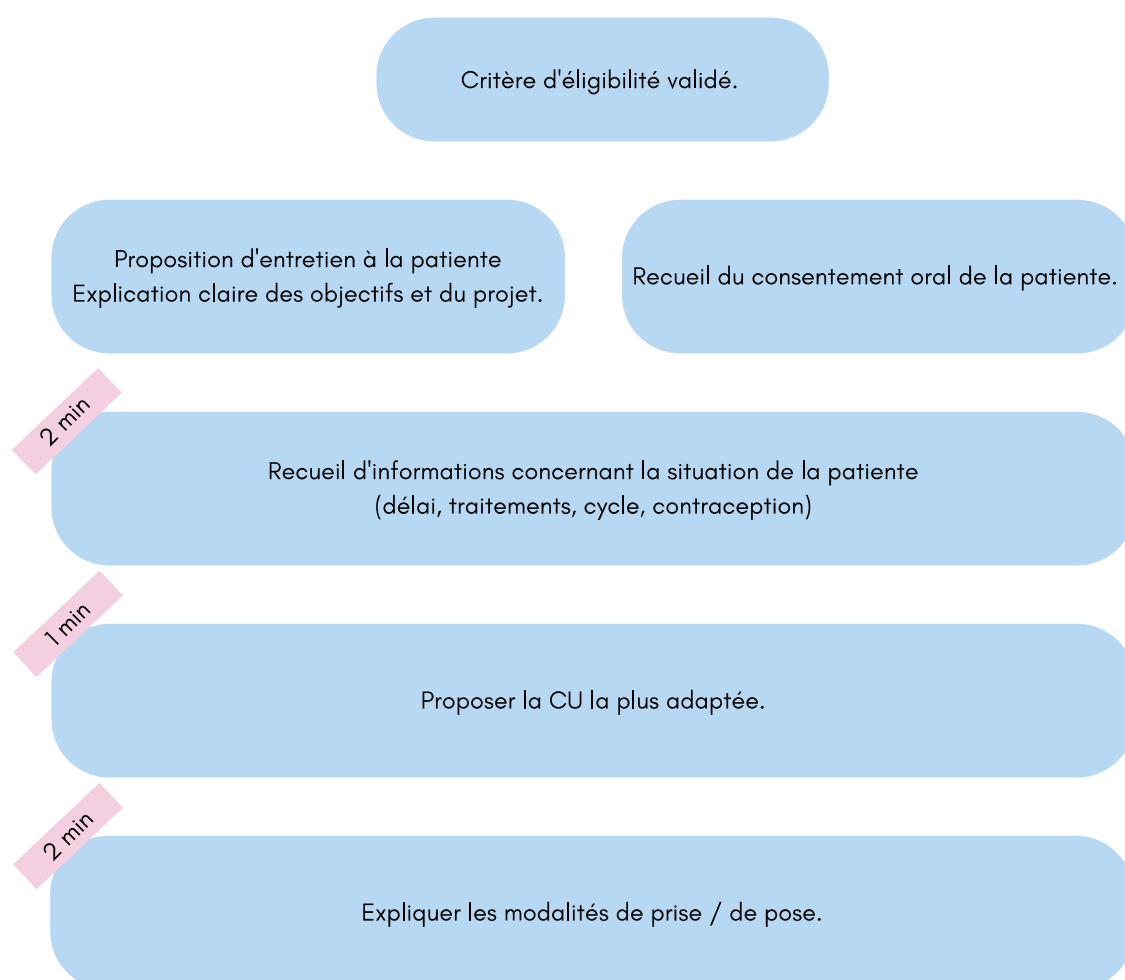 Critère d'éligibilité validé.
Proposition d'entretien à la patiente
Explication claire des objectifs et du projet.
Recueil du consentement oral de la patiente.
2 min
Recueil d'informations concernant la situation de la patiente
(délai, traitements, cycle, contraception)
1 min
Proposer la CU la plus adaptée.
2 min
Expliquer les modalités de prise / de pose.